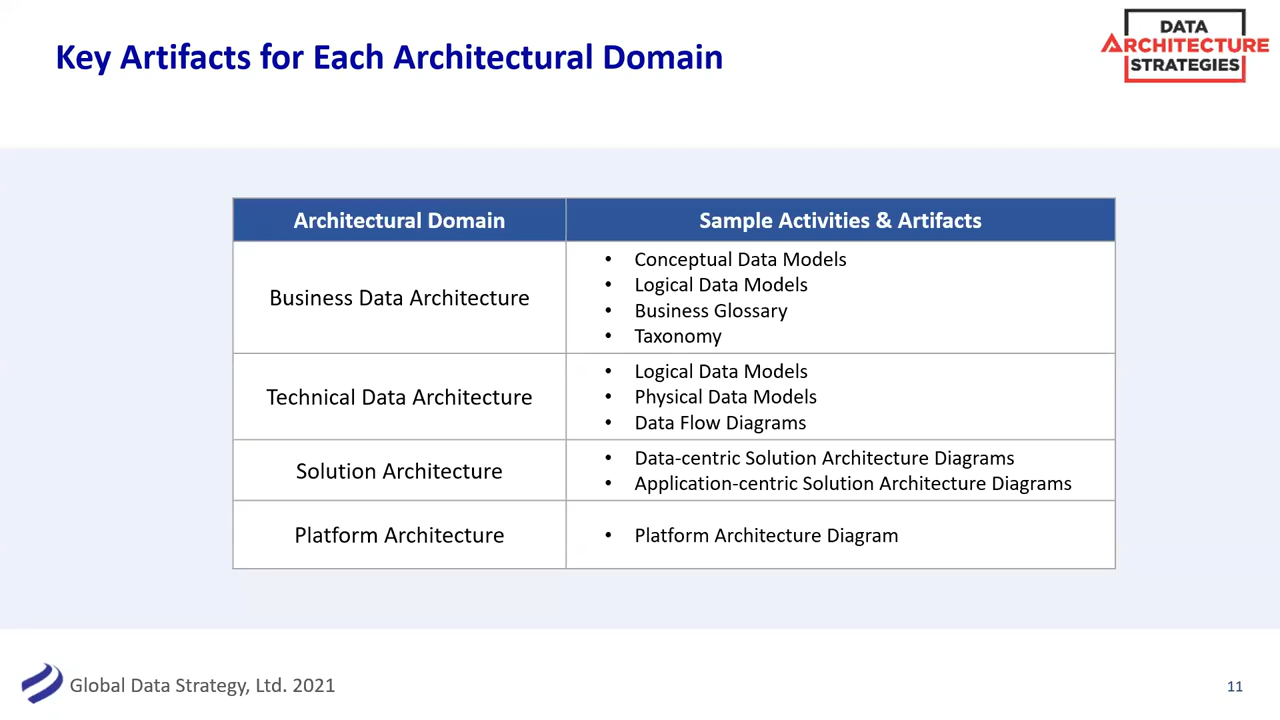 Key Artifacts for Each Architectural Domain
DATA
ARCHITECTURE
STRATEGIES
Architectural Domain
Sample Activities & Artifacts
Business Data Architecture
• Conceptual Data Models
• Logical Data Models
• Business Glossary
• Taxonomy
Technical Data Architecture
• Logical Data Models
• Physical Data Models
• Data Flow Diagrams
Solution Architecture
• Data-centric Solution Architecture Diagrams
• Application-centric Solution Architecture Diagrams
Platform Architecture
• Platform Architecture Diagram
Global Data Strategy, Ltd. 2021
11